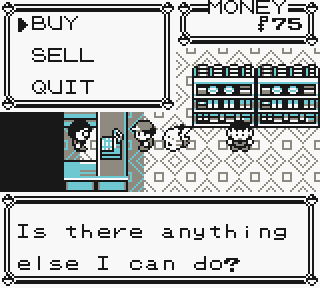 BUY
MONEY
₽75
SELL
QUIT
Is there anything
else I can do?